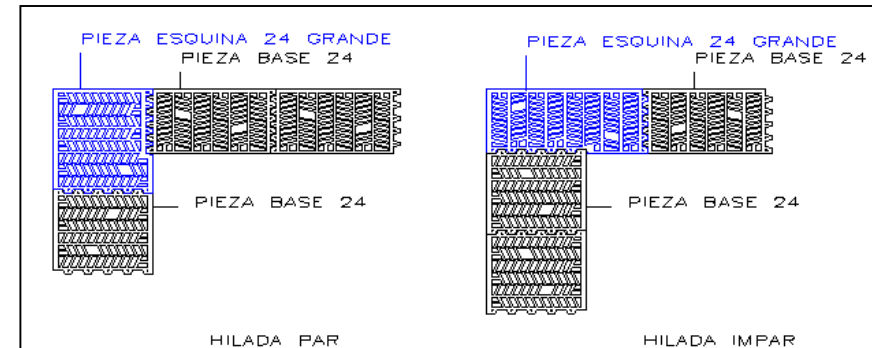 PIEZA ESQUINA 24 GRANDE
PIEZA BASE 24
PIEZA BASE 24
HILADA PAR
PIEZA ESQUINA 24 GRANDE
PIEZA BASE 24
PIEZA BASE 24
HILADA IMPAR